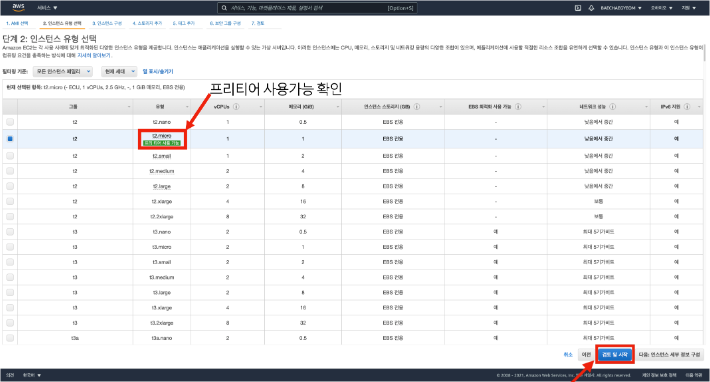 aws 서비스 ▼ 서비스, 기능, 마켓플레이스 제품, 설명서 검색 [Option+S] BAECHAEGYEOM ▼ 오하이오 ▼ 지원 ▼
1. AMI 선택 2. 인스턴스 유형 선택 3. 인스턴스 구성 4. 스토리지 추가 5. 태그 추가 6. 보안 그룹 구성 7. 검토
단계 2: 인스턴스 유형 선택
Amazon EC2는 각 사용 사례에 맞게 최적화된 다양한 인스턴스 유형을 제공합니다. 인스턴스는 애플리케이션을 실행할 수 있는 가상 서버입니다. 이러한 인스턴스에는 CPU, 메모리, 스토리지 및 네트워킹 용량의 다양한 조합이 있으며, 애플리케이션에 사용할 적절한 리소스 조합을 유연하게 선택할 수 있습니다. 인스턴스 유형과 이 인스턴스 유형이
컴퓨팅 요건을 충족하는 방식에 대해 자세히 알아보기.
필터링 기준: 모든 인스턴스 패밀리 현재 세대 열 표시/숨기기
프리티어 사용가능 확인
현재 선택된 항목: t2.micro (- ECU, 1 vCPUs, 2.5 GHz, -, 1 GiB 메모리, EBS 전용)
그룹 유형 vCPUs 메모리 (GiB) 인스턴스 스토리지 (GB) EBS 최적화 사용 가능 네트워크 성능 IPv6 지원
t2 t2.nano 1 0.5 EBS 전용 - 낮음에서 중간 예
t2 t2.micro 1 1 EBS 전용 - 낮음에서 중간 예
프리 티어 사용 가능
t2 t2.small 1 2 EBS 전용 - 낮음에서 중간 예
t2 t2.medium 2 4 EBS 전용 - 낮음에서 중간 예
t2 t2.large 2 8 EBS 전용 - 낮음에서 중간 예
t2 t2.xlarge 4 16 EBS 전용 - 보통 예
t2 t2.2xlarge 8 32 EBS 전용 - 보통 예
t3 t3.nano 2 0.5 EBS 전용 예 최대 5기가비트 예
t3 t3.micro 2 1 EBS 전용 예 최대 5기가비트 예
t3 t3.small 2 2 EBS 전용 예 최대 5기가비트 예
t3 t3.medium 2 4 EBS 전용 예 최대 5기가비트 예
t3 t3.large 2 8 EBS 전용 예 최대 5기가비트 예
t3 t3.xlarge 4 16 EBS 전용 예 최대 5기가비트 예
t3 t3.2xlarge 8 32 EBS 전용 예 최대 5기가비트 예
t3a t3a.nano 2 0.5 EBS 전용 예 최대 5기가비트 예
취소 이전 검토 및 시작 다음: 인스턴스 세부 정보 구성
의견 한국어 ▼ © 2008 - 2021, Amazon Web Services, Inc. All rights reserved. 개인 정보 보호 정책 이용 약관